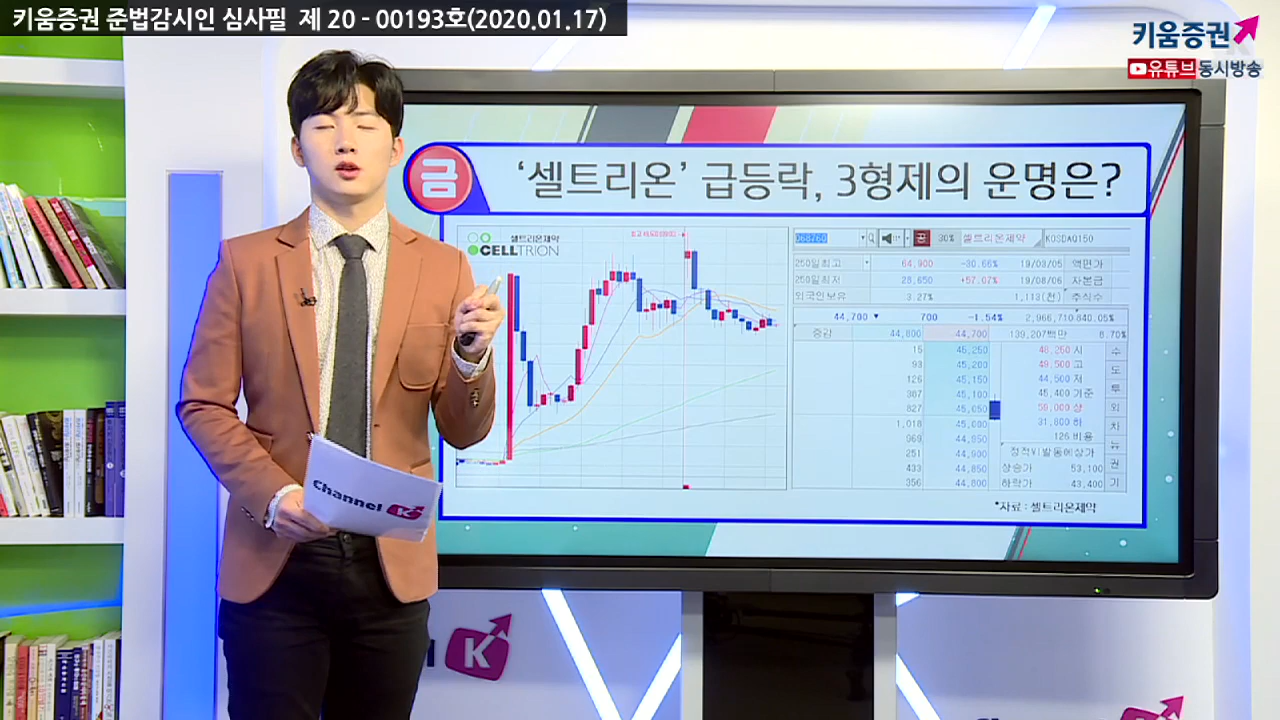 키움증권 준법감시인 심사필 제 20 - 00193호(2020.01.17)
키움증권
유튜브 동시방송
금 '셀트리온' 급등락, 3형제의 운명은?
셀트리온제약
CELLTRION
068760 30% 셀트리온제약 KOSDAQ150
250일최고 64,900 -30.66% 19/03/05 액면가
250일최저 28,650 +57.07% 19/08/06 자본금
외국인보유 3.27% 1,113(천) 주식수
44,700 ▼ 700 -1.54% 2,966,710 840.05%
증감 44,800 44,700 139,207백만 8.70%
15 45,250 46,250 시 수
93 45,200 49,500 고 도
126 45,150 44,500 저 투
387 45,100 45,400 기준
827 45,050 59,000 상 외
1,018 45,000 31,800 하 차
969 44,950 126 비용 뉴
251 44,900 정적VI발동예상가
433 44,850 상승가 53,100 권
356 44,800 하락가 43,400 기
*자료 : 셀트리온제약
Channel K
K
Channel